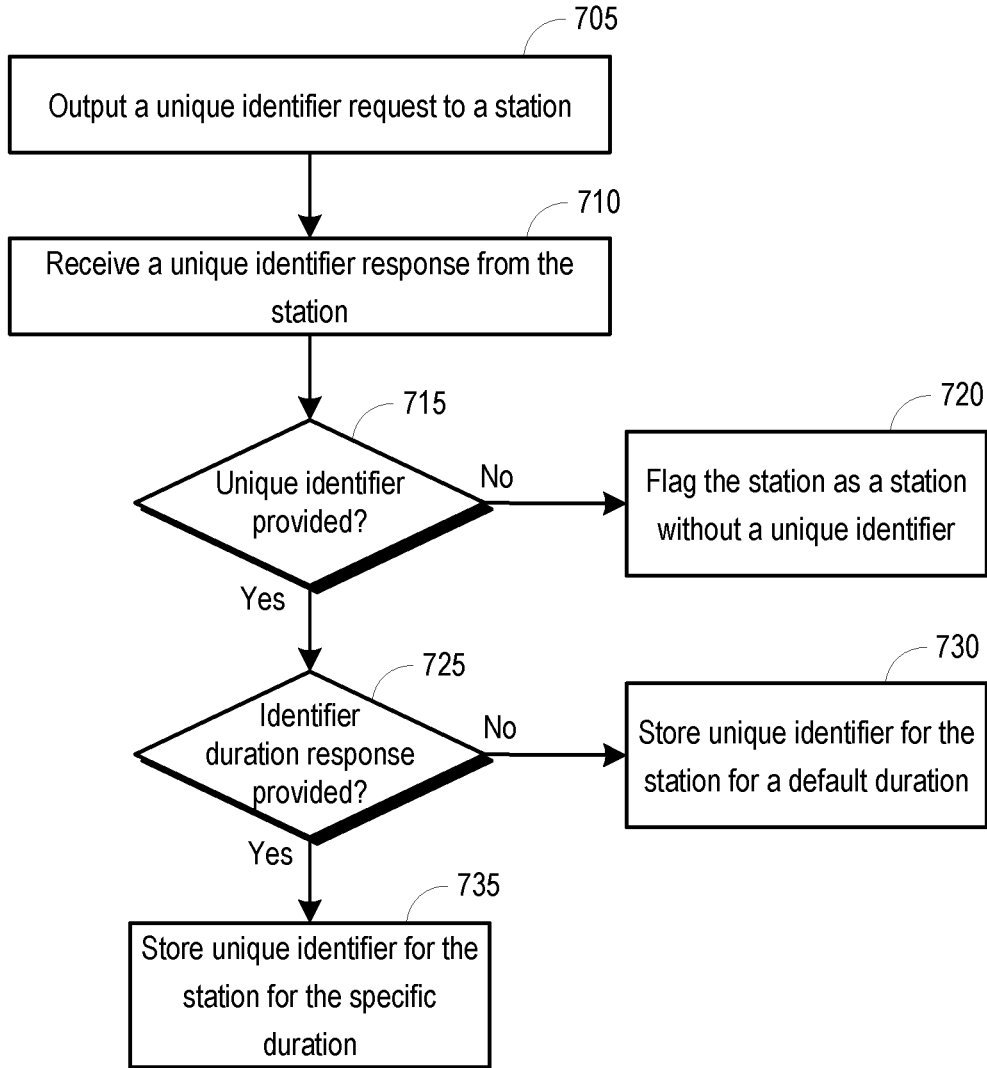 705
Output a unique identifier request to a station
710
Receive a unique identifier response from the
station
715
Unique identifier
provided?
No
720
Flag the station as a station
without a unique identifier
Yes
725
Identifier
duration response
provided?
No
730
Store unique identifier for the
station for a default duration
Yes
735
Store unique identifier for the
station for the specific
duration